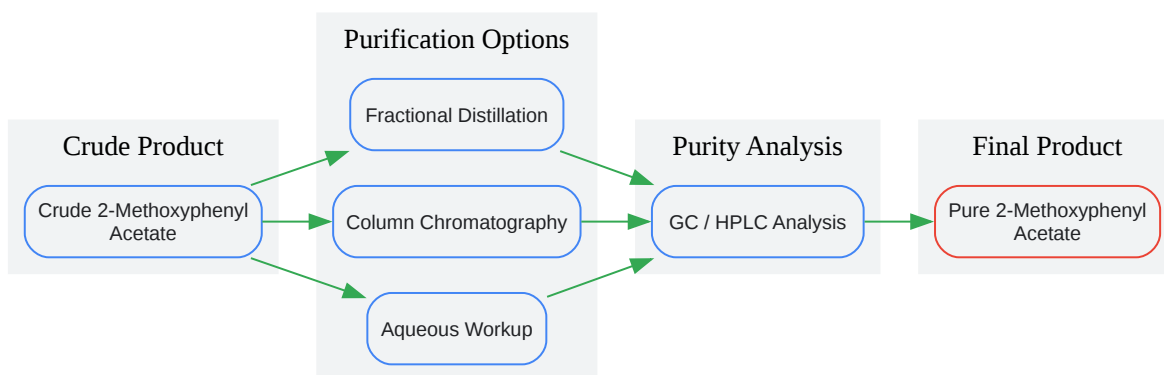 Crude Product
Crude 2-Methoxyphenyl
Acetate
Purification Options
Fractional Distillation
Column Chromatography
Aqueous Workup
Purity Analysis
GC / HPLC Analysis
Final Product
Pure 2-Methoxyphenyl
Acetate